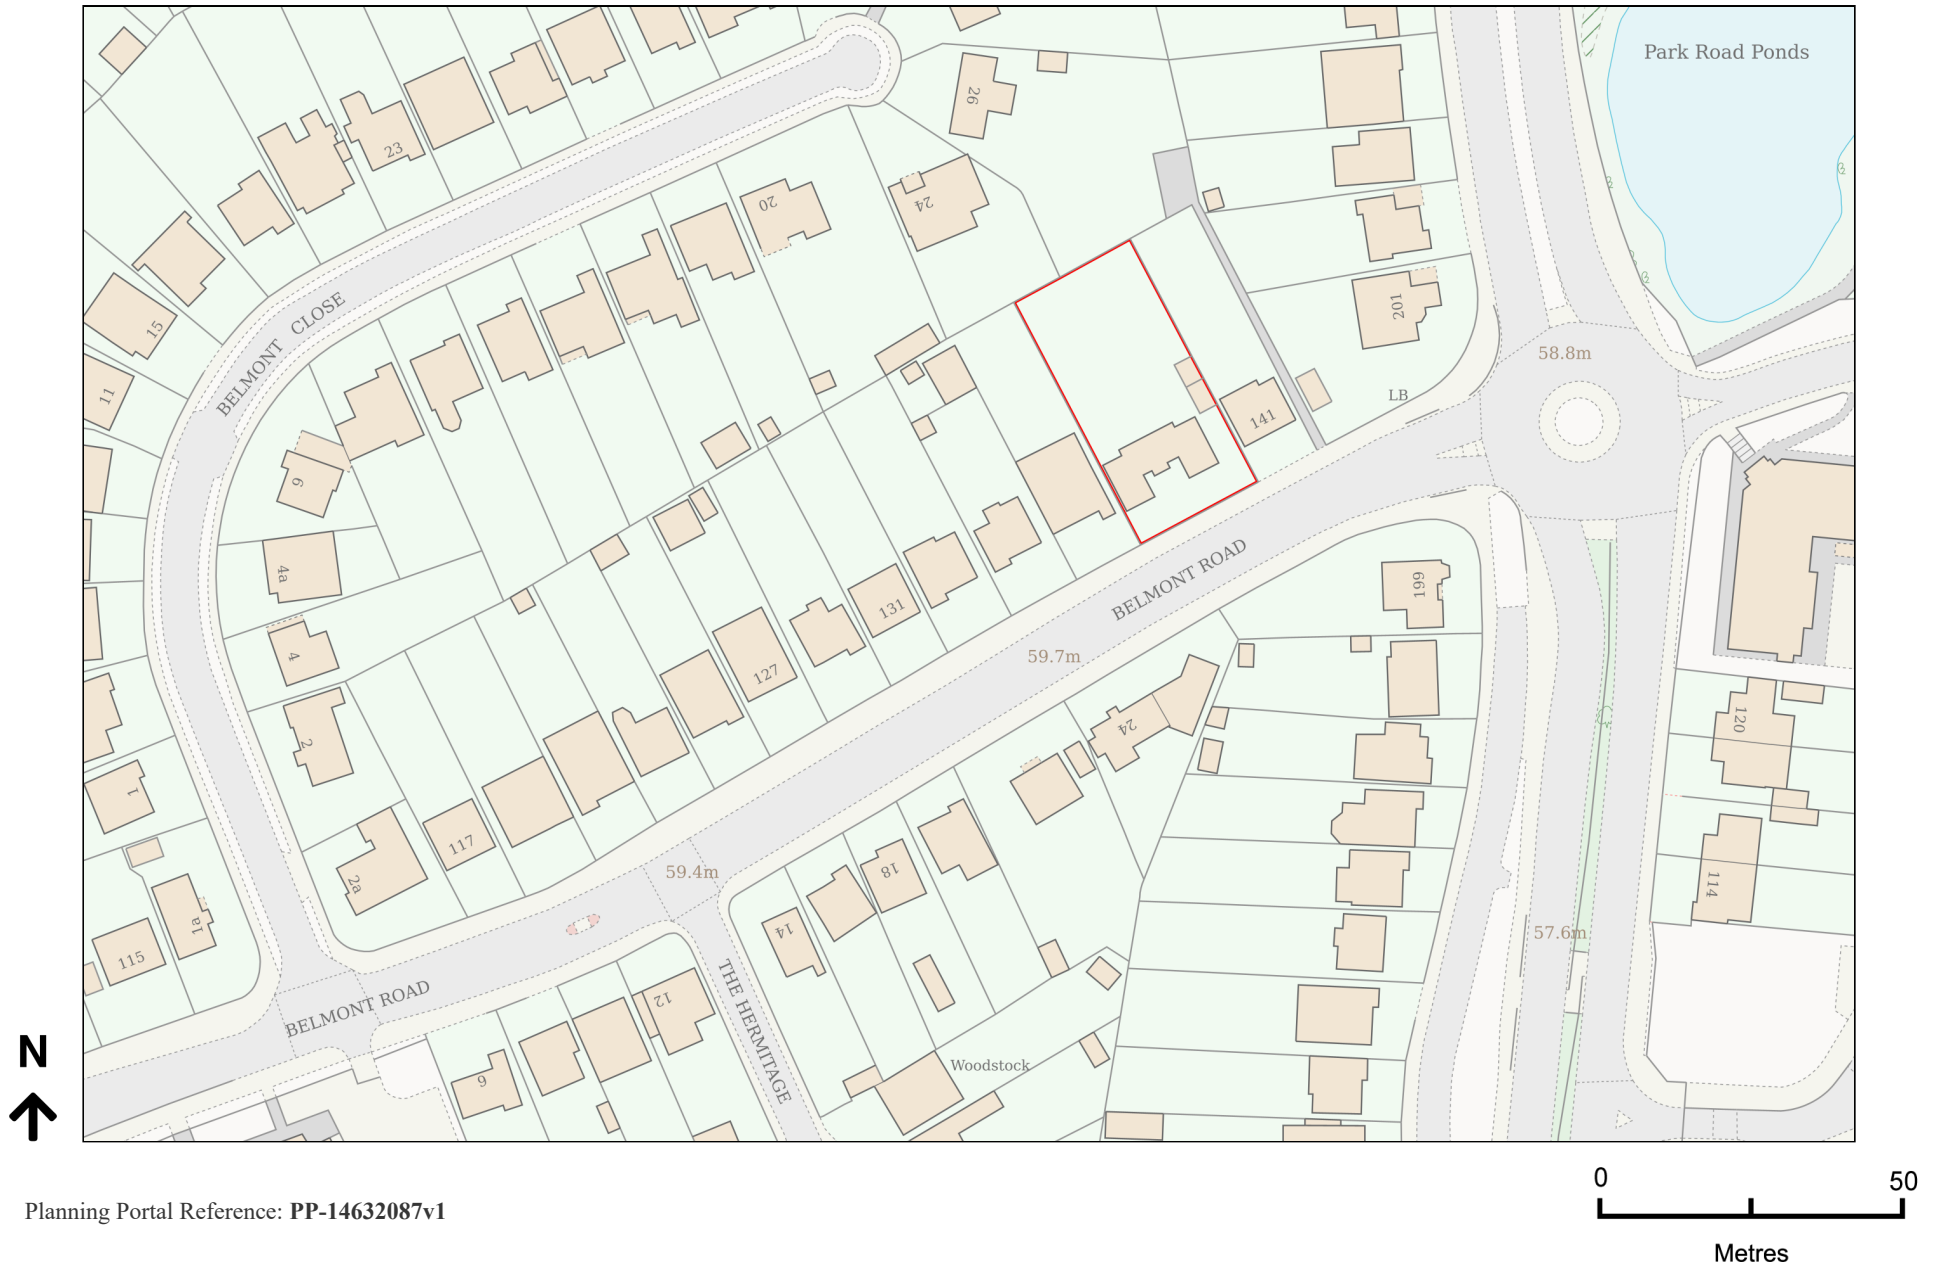 Park Road Ponds
26
23
20
24
BELMONT CLOSE
15
201
58.8m
11
LB
141
9
BELMONT ROAD
4a
199
131
59.7m
4
127
120
24
2
1
117
59.4m
18
2a
114
1a
14
57.6m
115
THE HERMITAGE
BELMONT ROAD
12
Woodstock
9
N
0
50
Metres
Planning Portal Reference: PP-14632087v1